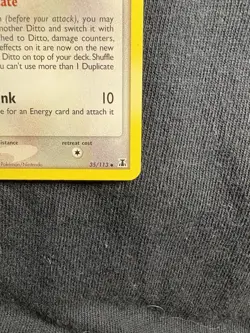 ate
(before your attack), you may
nother Ditto and switch it with
hed to Ditto, damage counters,
effects on it are now on the new
Ditto on top of your deck. Shuffle
ou can't use more than 1 Duplicate
nk 10
e for an Energy card and attach it
sistance retreat cost
35/113
Pokémon/Nintendo.